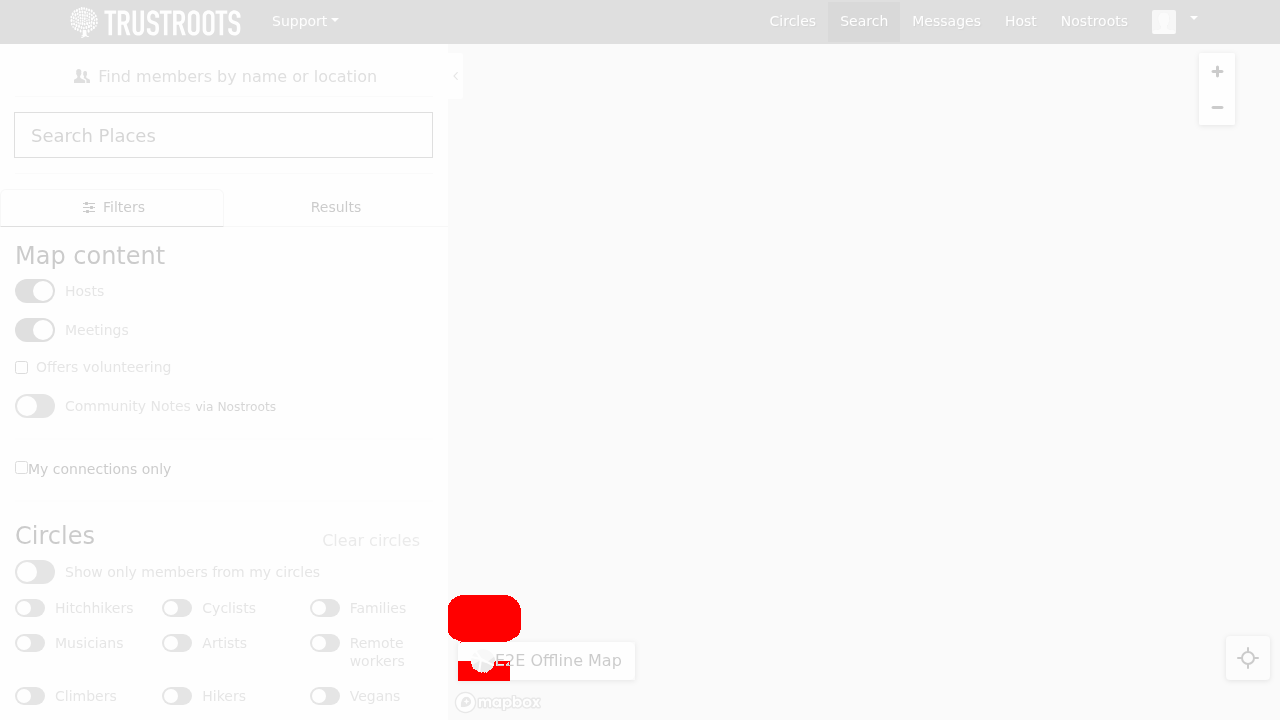 TRUSTROOTS Support Circles Search Messages Host Nostroots
Find members by name or location
Search Places
Filters Results
Map content
Hosts
Meetings
Offers volunteering
Community Notes via Nostroots
My connections only
Circles Clear circles
Show only members from my circles
Hitchhikers Cyclists Families
Musicians Artists Remote workers
Climbers Hikers Vegans
E2E Offline Map
mapbox